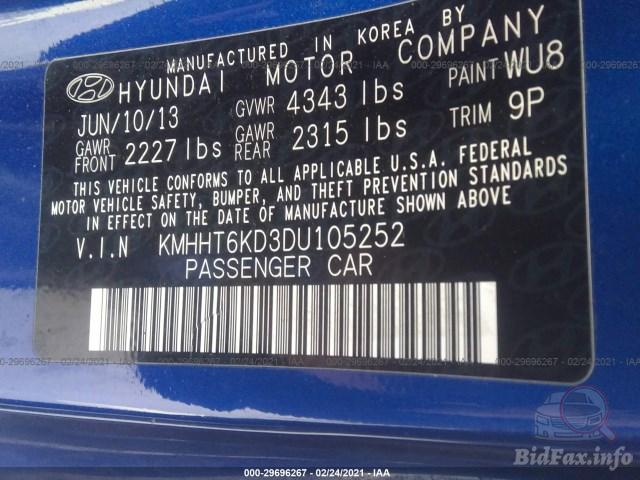 MANUFACTURED IN KOREA BY
HYUNDAI MOTOR COMPANY
JUN/10/13 GVWR 4343 lbs PAINT WU8
GAWR FRONT 2227 lbs GAWR REAR 2315 lbs TRIM 9P
THIS VEHICLE CONFORMS TO ALL APPLICABLE U.S.A. FEDERAL
MOTOR VEHICLE SAFETY, BUMPER, AND THEFT PREVENTION STANDARDS
IN EFFECT ON THE DATE OF MANUFACTURE SHOWN ABOVE
V.I.N KMHHT6KD3DU105252
PASSENGER CAR
000-29696267 - 02/24/2021 - IAA
BidFax.info